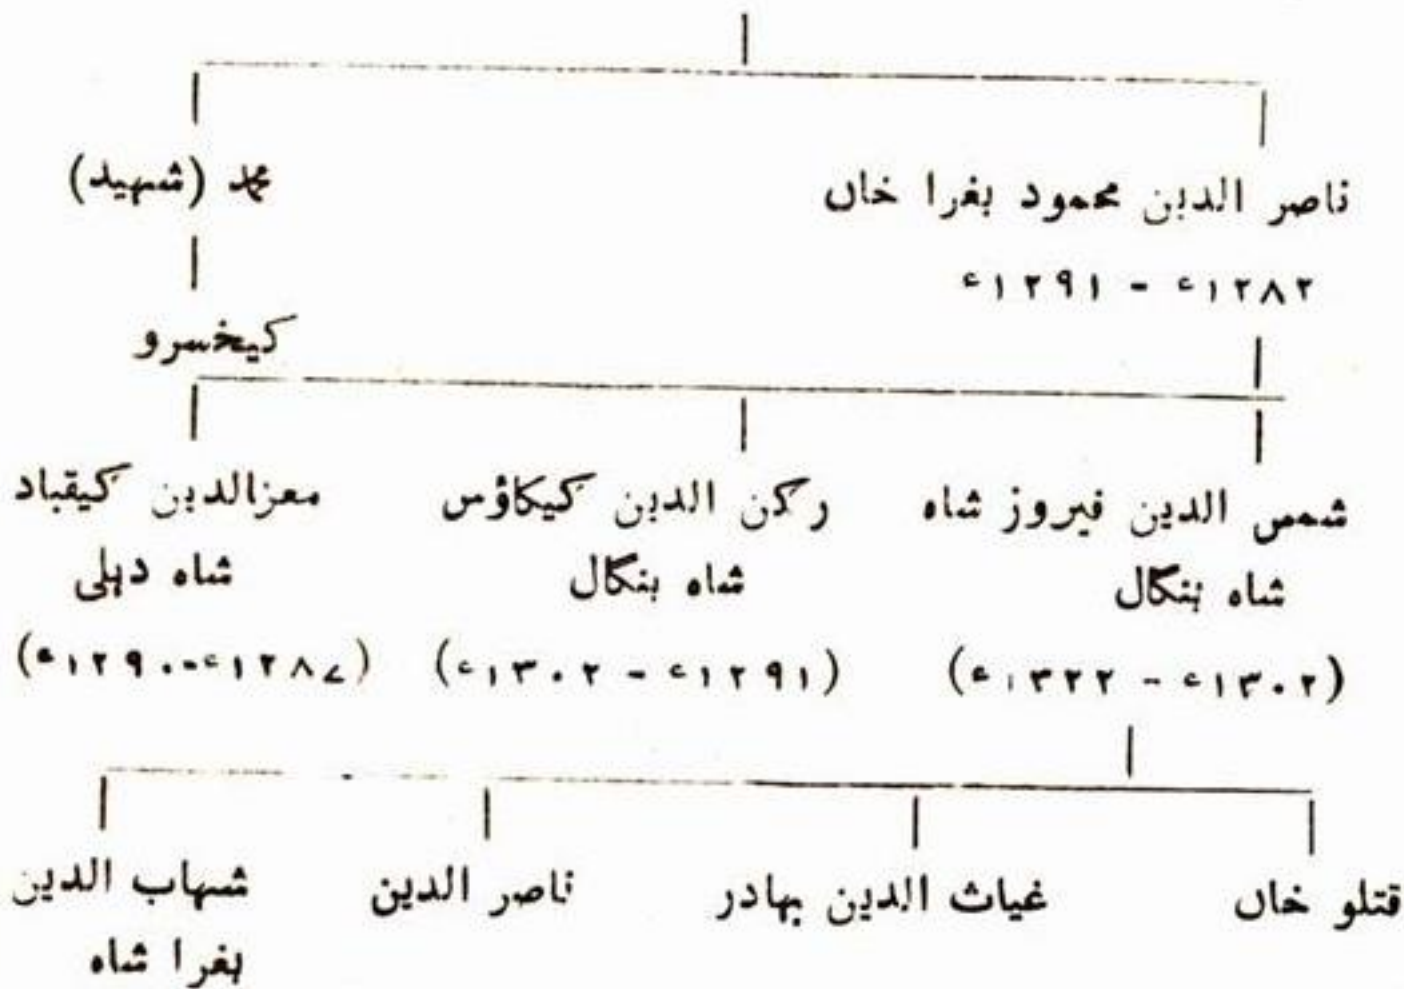 ناصر الدین محمود بغرا خاں
محمد (شہید)
۱۲۸۲ء - ۱۲۹۱ء
کیخسرو
شمس الدین فیروز شاہ
رکن الدین کیکاؤس
معزالدین کیقباد
شاہ بنگال
شاہ بنگال
شاہ دہلی
(۱۳۰۲ء - ۱۳۲۲ء)
(۱۲۹۱ء - ۱۳۰۲ء)
(۱۲۸۷ء-۱۲۹۰ء)
قتلو خاں
غیاث الدین بہادر
ناصر الدین
شہاب الدین
بغرا شاہ